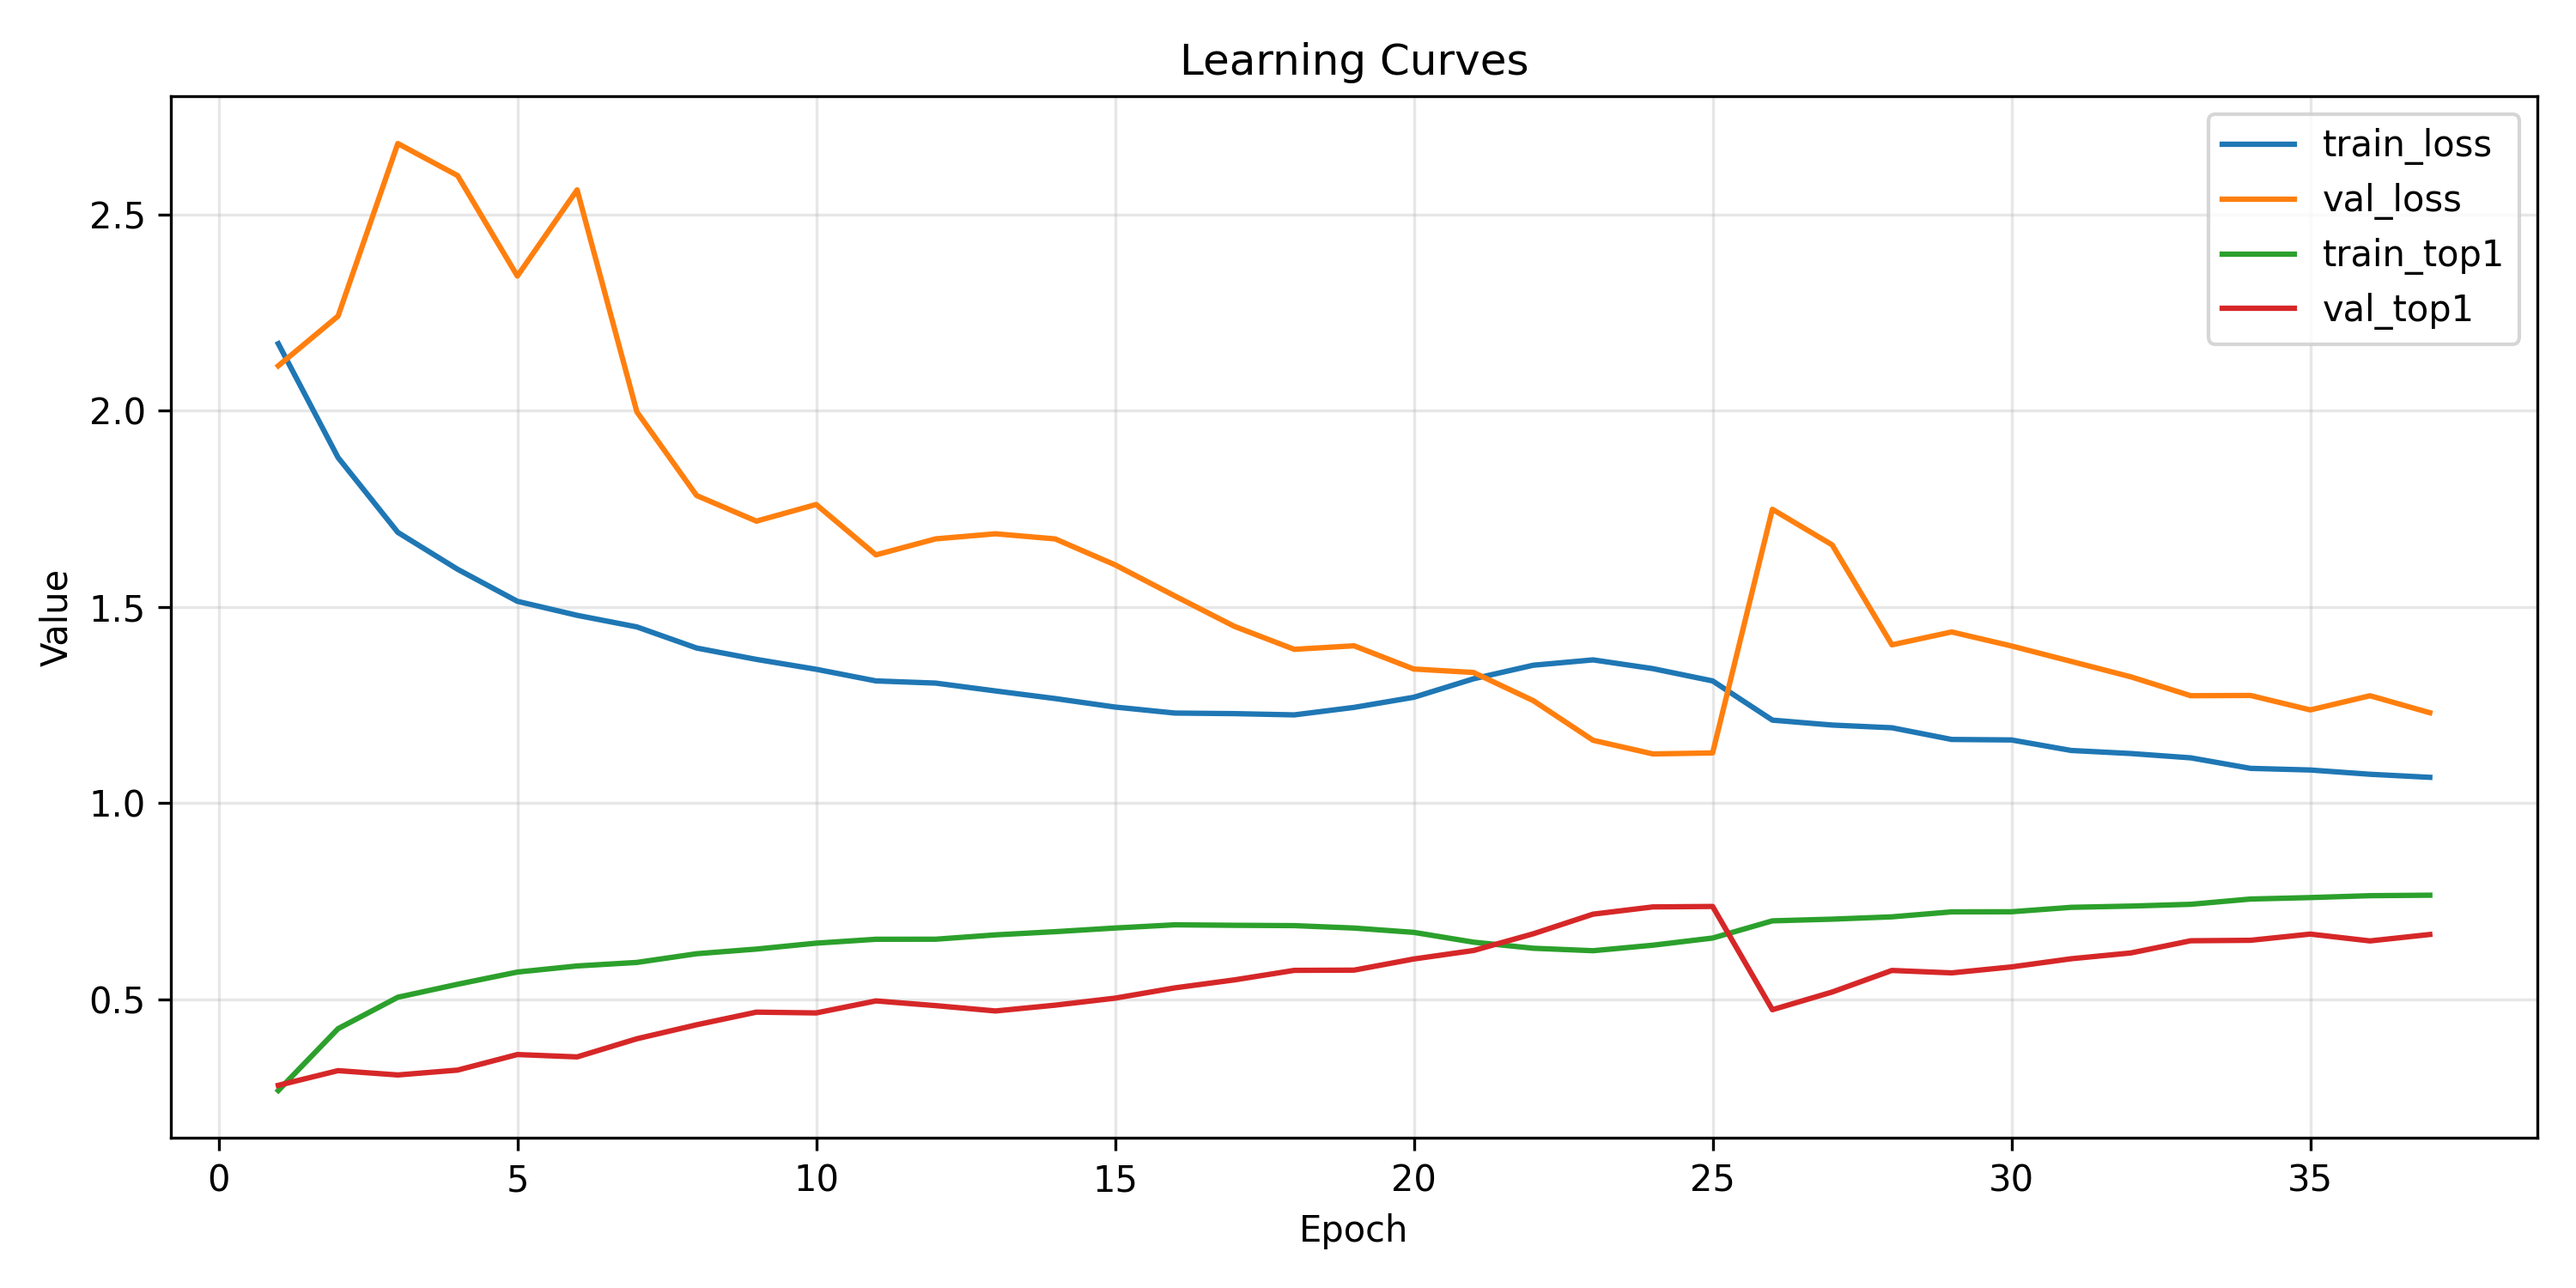 Learning Curves
train_loss
val_loss
train_top1
val_top1
2.5
2.0
1.5
1.0
0.5
Value
0 5 10 15 20 25 30 35
Epoch